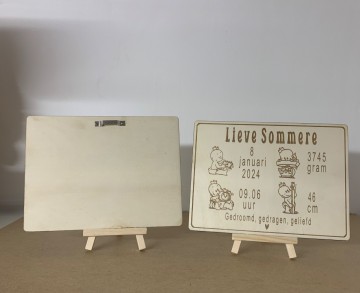 Lieve Sommere
8
januari
2024
3745
gram
09.06
uur
46
cm
Gedroomd, gedragen, geliefd